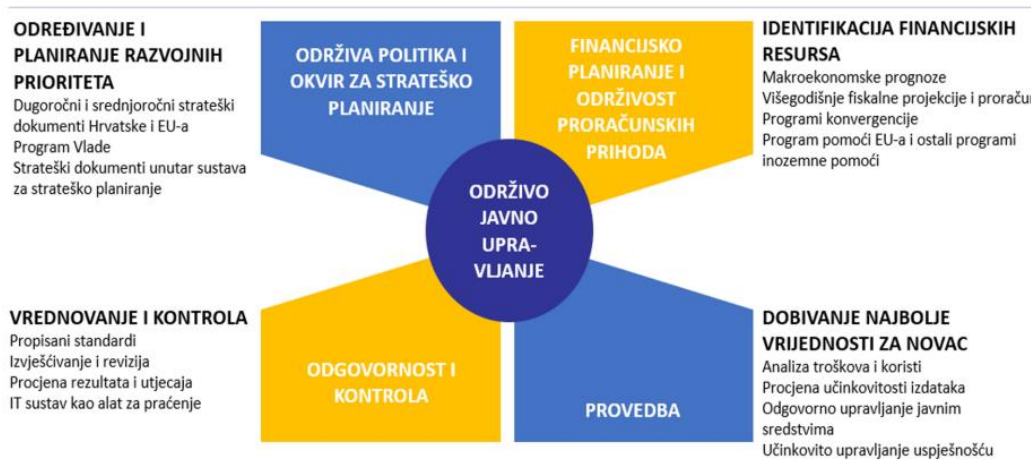 ODREĐIVANJE I
PLANIRANJE RAZVOJNIH
PRIORITETA
Dugoročni i srednjoročni strateški
dokumenti Hrvatske i EU-a
Program Vlade
Strateški dokumenti unutar sustava
za strateško planiranje
ODRŽIVA POLITIKA I
OKVIR ZA STRATEŠKO
PLANIRANJE
FINANCIJSKO
PLANIRANJE I
ODRŽIVOST
PRORAČUNSKIH
PRIHODA
IDENTIFIKACIJA FINANCIJSKIH
RESURSA
Makroekonomske prognoze
Višegodišnje fiskalne projekcije i proraču
Programi konvergencije
Program pomoći EU-a i ostali programi
inozemne pomoći
ODRŽIVO
JAVNO
UPRA-
VLJANJE
VREDNOVANJE I KONTROLA
Propisani standardi
Izvješćivanje i revizija
Procjena rezultata i utjecaja
IT sustav kao alat za praćenje
ODGOVORNOST I
KONTROLA
PROVEDBA
DOBIVANJE NAJBOLJE
VRIJEDNOSTI ZA NOVAC
Analiza troškova i koristi
Procjena učinkovitosti izdataka
Odgovorno upravljanje javnim
sredstvima
Učinkovito upravljanje uspješnošću